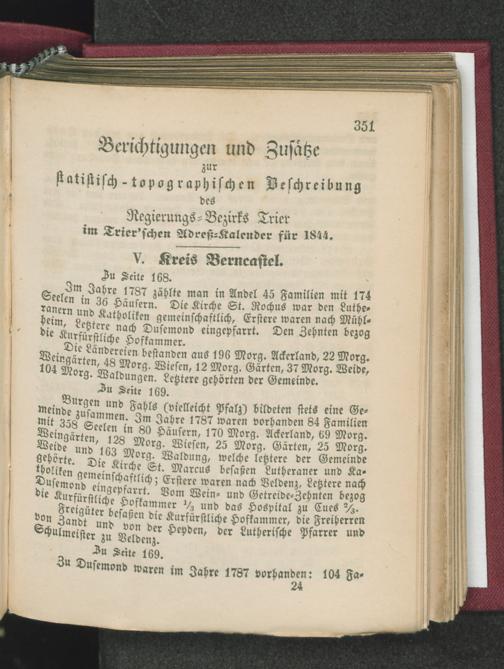 351
Berichtigungen und Zusätze
zur
statistisch-topographischen Beschreibung
des
Regierungs-Bezirks Trier
im Trier'schen Adreß-Kalender für 1844.
V. Kreis Berncastel.
Zu Seite 168.
Im Jahre 1787 zählte man in Andel 45 Familien mit 174
Seelen in 36 Häusern. Die Kirche St. Rochus war den Luthe-
ranern und Katholiken gemeinschaftlich, Erstere waren nach Mühl-
heim, Letztere nach Dusemond eingepfarrt. Den Zehnten bezog
die Kurfürstliche Hofkammer.
Die Ländereien bestanden aus 196 Morg. Ackerland, 22 Morg.
Weingärten, 48 Morg. Wiesen, 12 Morg. Gärten, 37 Morg. Weide,
104 Morg. Waldungen. Letztere gehörten der Gemeinde.
Zu Seite 169.
Burgen und Fahls (vielleicht Pfalz) bildeten stets eine Ge-
meinde zusammen. Im Jahre 1787 waren vorhanden 84 Familien
mit 358 Seelen in 80 Häusern, 170 Morg. Ackerland, 69 Morg.
Weingärten, 128 Morg. Wiesen, 25 Morg. Gärten, 25 Morg.
Weide und 163 Morg. Waldung, welche letztere der Gemeinde
gehörte. Die Kirche St. Marcus besaßen Lutheraner und Ka-
tholiken gemeinschaftlich; Erstere waren nach Veldenz, Letztere nach
Dusemond eingepfarrt. Vom Wein- und Getreide-Zehnten bezog
die Kurfürstliche Hofkammer 1/3 und das Hospital zu Cues 2/3.
Freigüter besaßen die Kurfürstliche Hofkammer, die Freiherren
von Zandt und von der Heyden, der Lutherische Pfarrer und
Schulmeister zu Veldenz.
Zu Seite 169.
Zu Dusemond waren im Jahre 1787 vorhanden: 104 Fa-
24